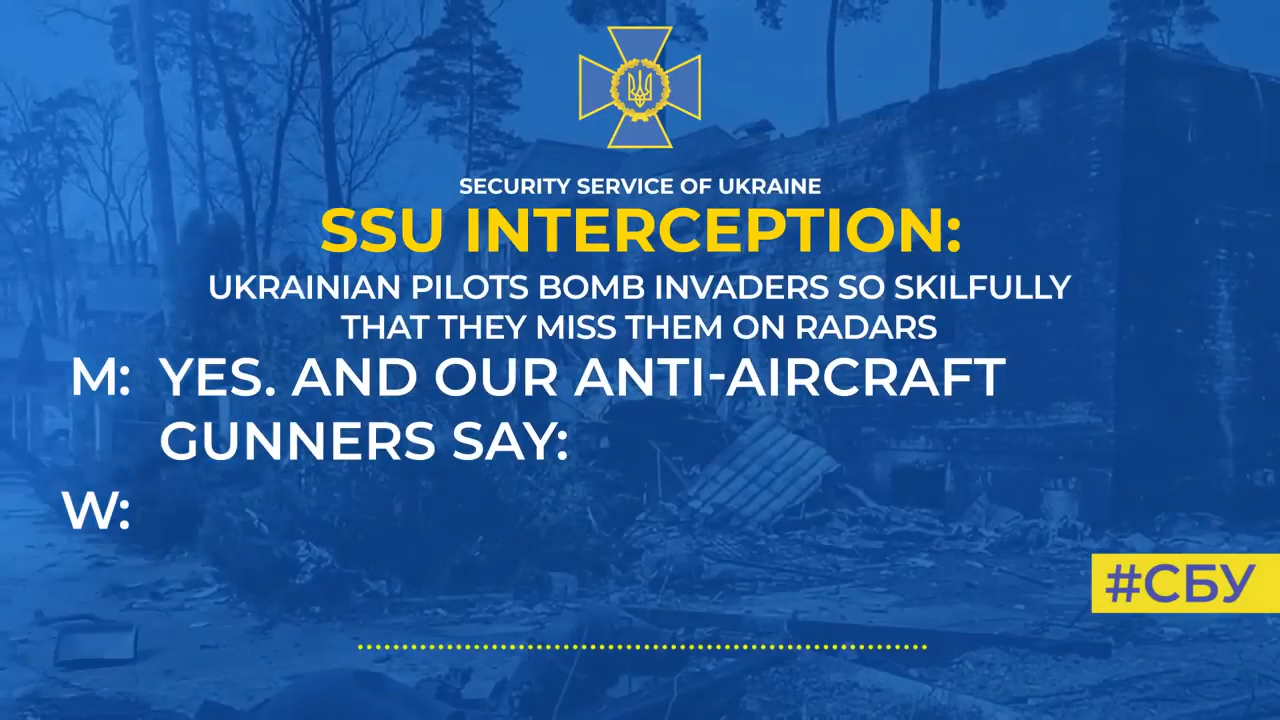 SECURITY SERVICE OF UKRAINE
SSU INTERCEPTION:
UKRAINIAN PILOTS BOMB INVADERS SO SKILFULLY
THAT THEY MISS THEM ON RADARS
M: YES. AND OUR ANTI-AIRCRAFT
GUNNERS SAY:
W:
#СБУ